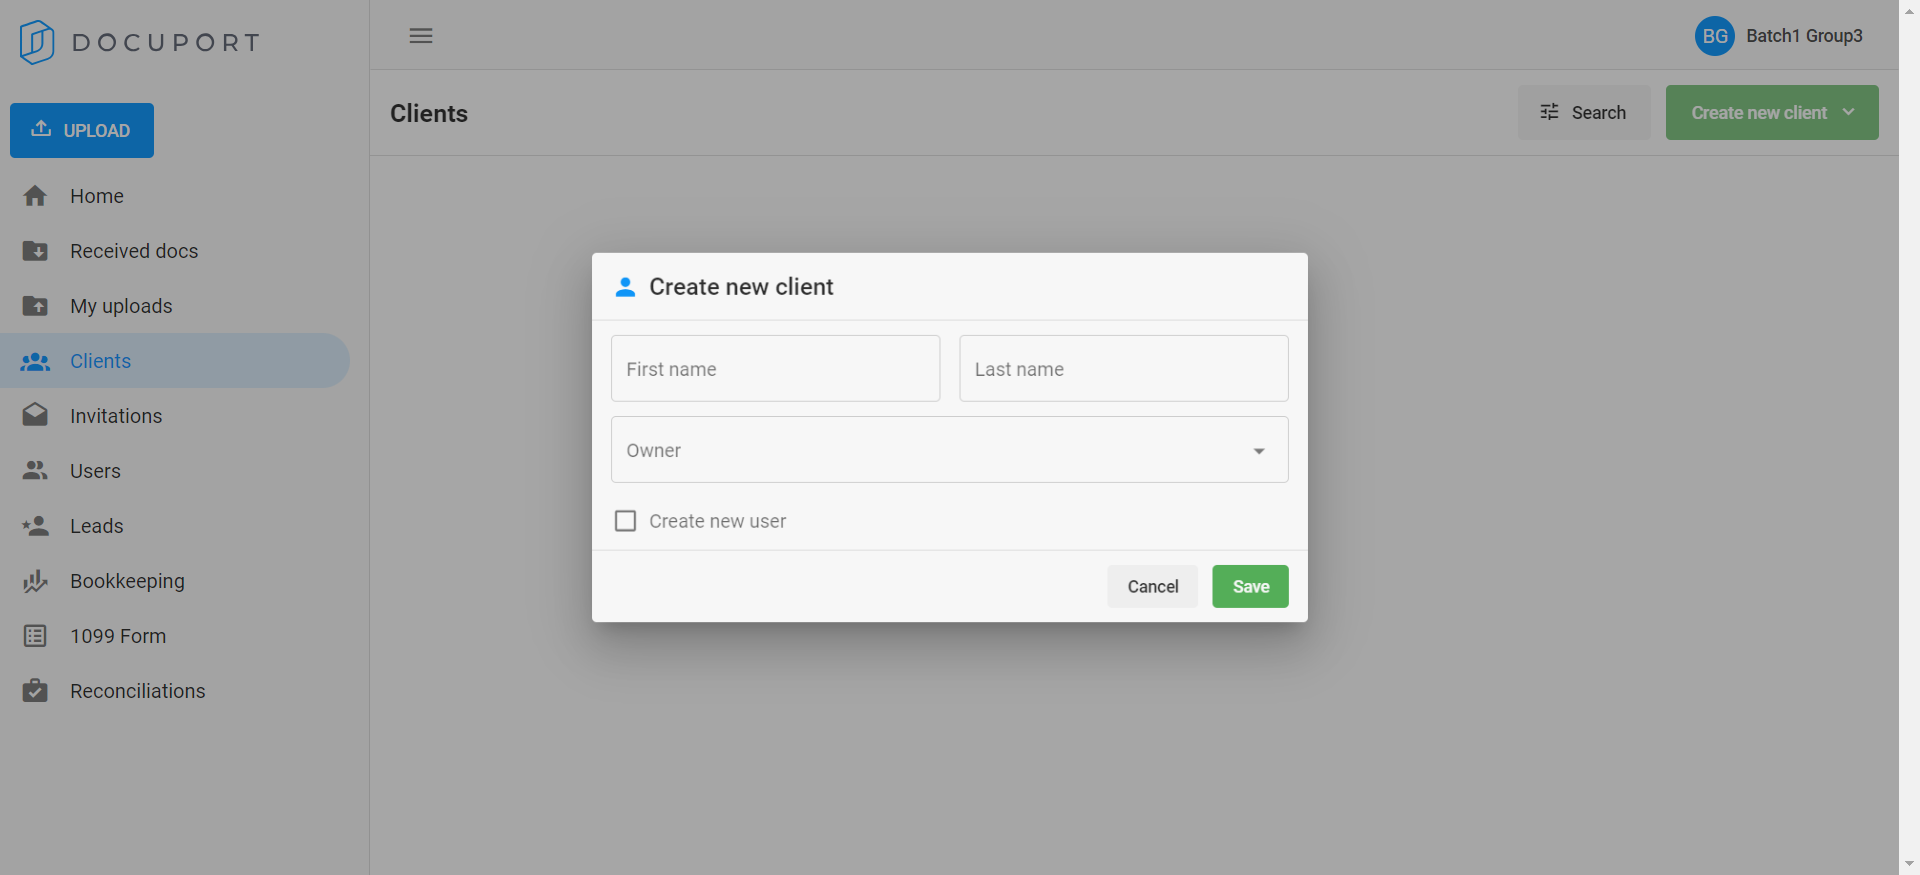 DOCUPORT
BG Batch1 Group3
UPLOAD
Home
Received docs
My uploads
Clients
Invitations
Users
Leads
Bookkeeping
1099 Form
Reconciliations
Clients
Search
Create new client
Create new client
First name
Last name
Owner
Create new user
Cancel
Save